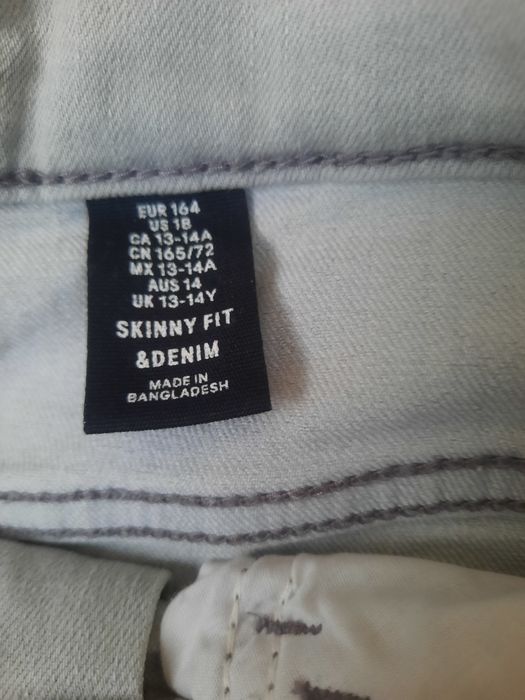 EUR 164
US 18
CA 13-14A
CN 165/72
MX 13-14A
AUS 14
UK 13-14Y
SKINNY FIT
&DENIM
MADE IN
BANGLADESH